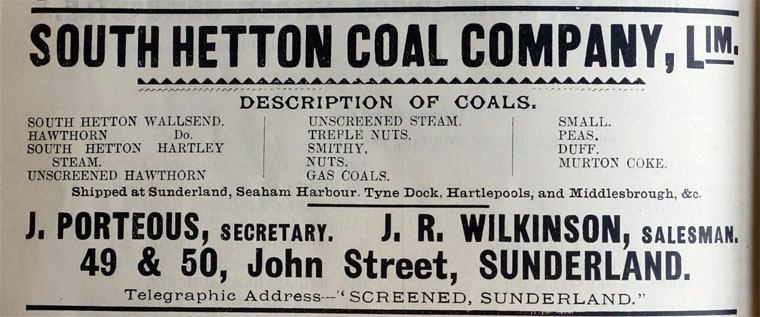 SOUTH HETTON COAL COMPANY, LIM.
DESCRIPTION OF COALS.
SOUTH HETTON WALLSEND.
HAWTHORN Do.
SOUTH HETTON HARTLEY
STEAM.
UNSCREENED HAWTHORN
UNSCREENED STEAM.
TREPLE NUTS.
SMITHY.
NUTS.
GAS COALS.
SMALL.
PEAS.
DUFF.
MURTON COKE.
Shipped at Sunderland, Seaham Harbour. Tyne Dock, Hartlepools, and Middlesbrough, &c.
J. PORTEOUS, SECRETARY. J. R. WILKINSON, SALESMAN.
49 & 50, John Street, SUNDERLAND.
Telegraphic Address—"SCREENED, SUNDERLAND."